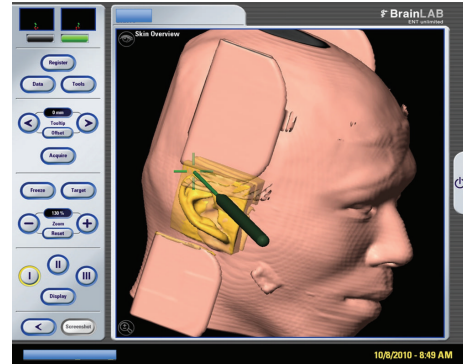 BrainLAB
ENT unlimited
Skin Overview
Register
Data
Tools
0 mm
Tooltip
Offset
Acquire
Freeze
Target
130 %
Zoom
Reset
I
II
III
Display
Screenshot
10/8/2010 - 8:49 AM